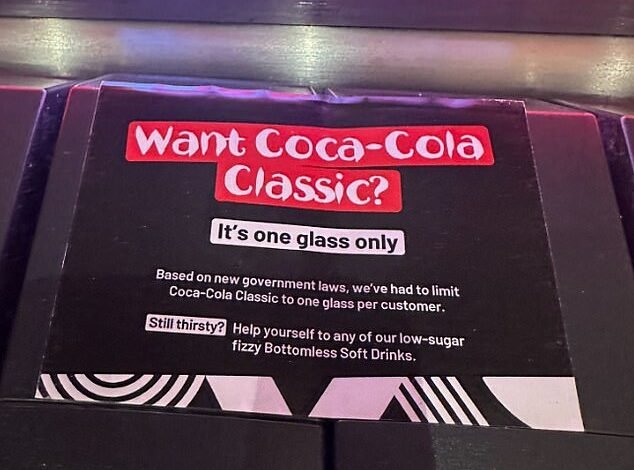 Want Coca-Cola
Classic?
It's one glass only
Based on new government laws, we've had to limit
Coca-Cola Classic to one glass per customer.
Still thirsty? Help yourself to any of our low-sugar
fizzy Bottomless Soft Drinks.